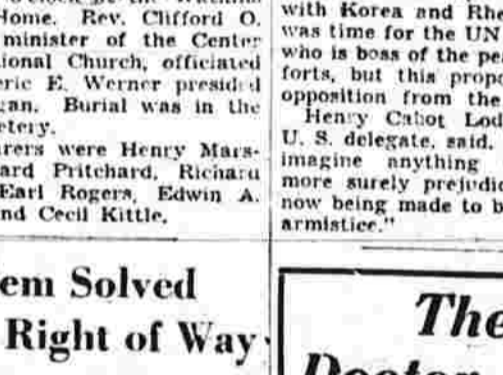 Home. Rev. Clifford O.
minister of the Center
ional Church, officiated
eric E. Werner presided
gan. Burial was in the
etery.
rers were Henry Mars-
ard Pritchard, Richard
Earl Rogers, Edwin A.
nd Cecil Kittle.
em Solved
Right of Way
with Korea and Rhe
was time for the UN
who is boss of the pea
forts, but this prop
opposition from the
Henry Cabot Lod
U. S. delegate, said.
imagine anything
more surely prejudic
now being made to b
armistice."
The
Doctor